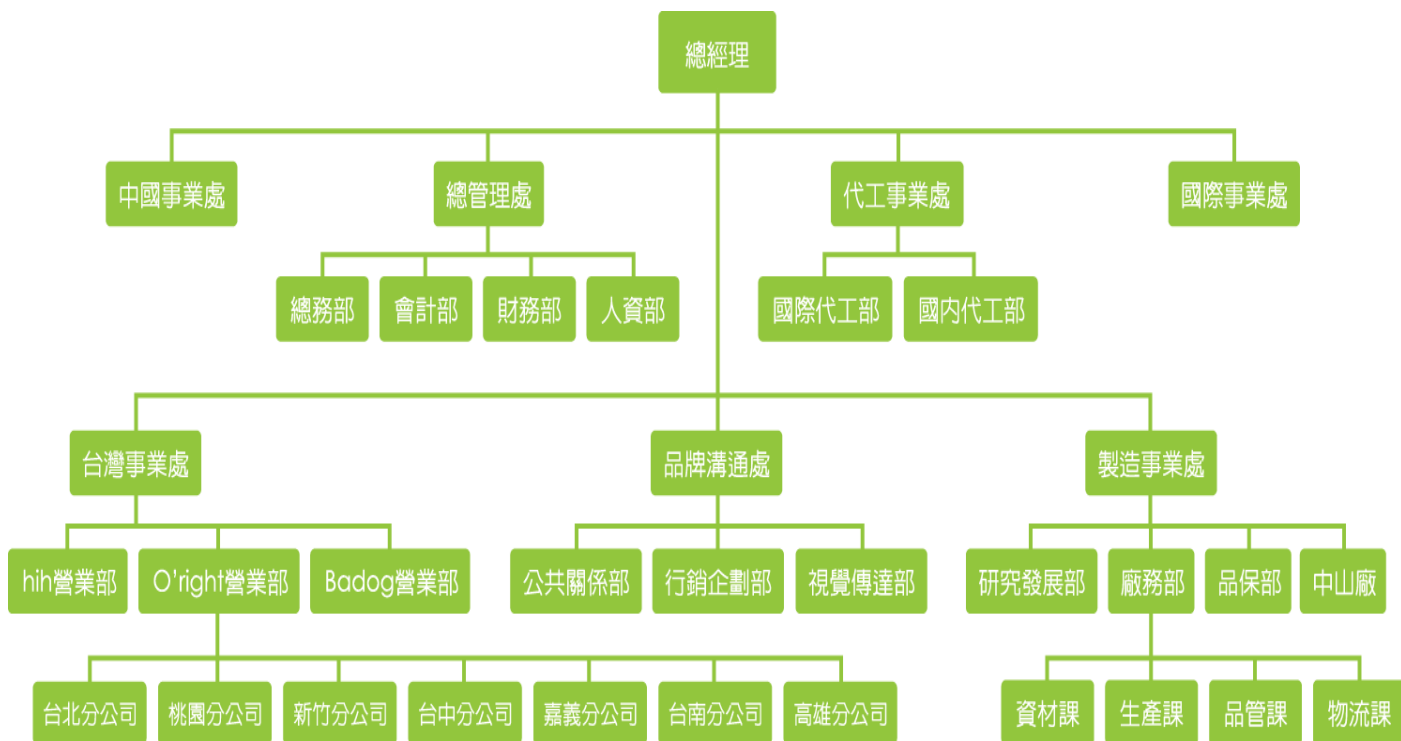 總經理
中國事業處
總管理處
代工事業處
國際事業處
總務部
會計部
財務部
人資部
國際代工部
國內代工部
台灣事業處
品牌溝通處
製造事業處
hih營業部
O'right營業部
Badog營業部
公共關係部
行銷企劃部
視覺傳達部
研究發展部
廠務部
品保部
中山廠
台北分公司
桃園分公司
新竹分公司
台中分公司
嘉義分公司
台南分公司
高雄分公司
資材課
生產課
品管課
物流課